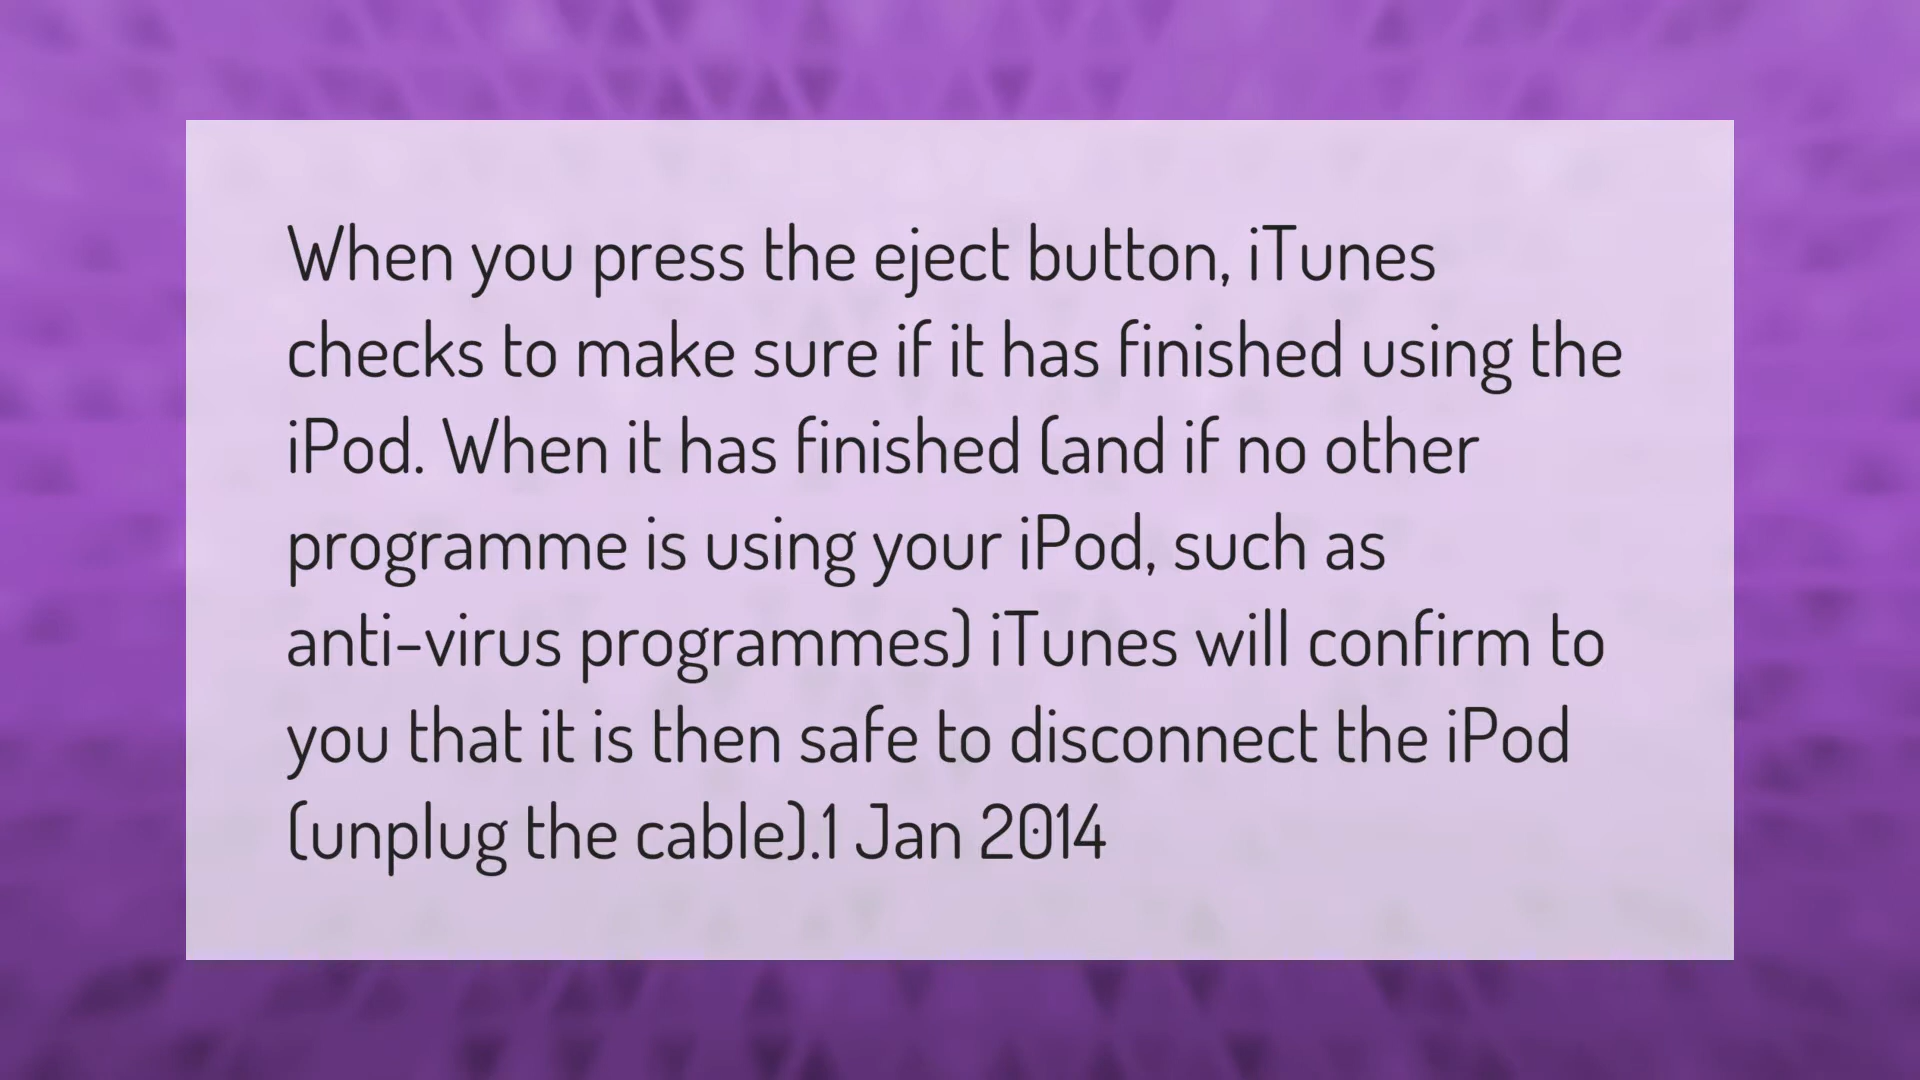 When you press the eject button, iTunes
checks to make sure if it has finished using the
iPod. When it has finished (and if no other
programme is using your iPod, such as
anti-virus programmes) iTunes will confirm to
you that it is then safe to disconnect the iPod
(unplug the cable).1 Jan 2014